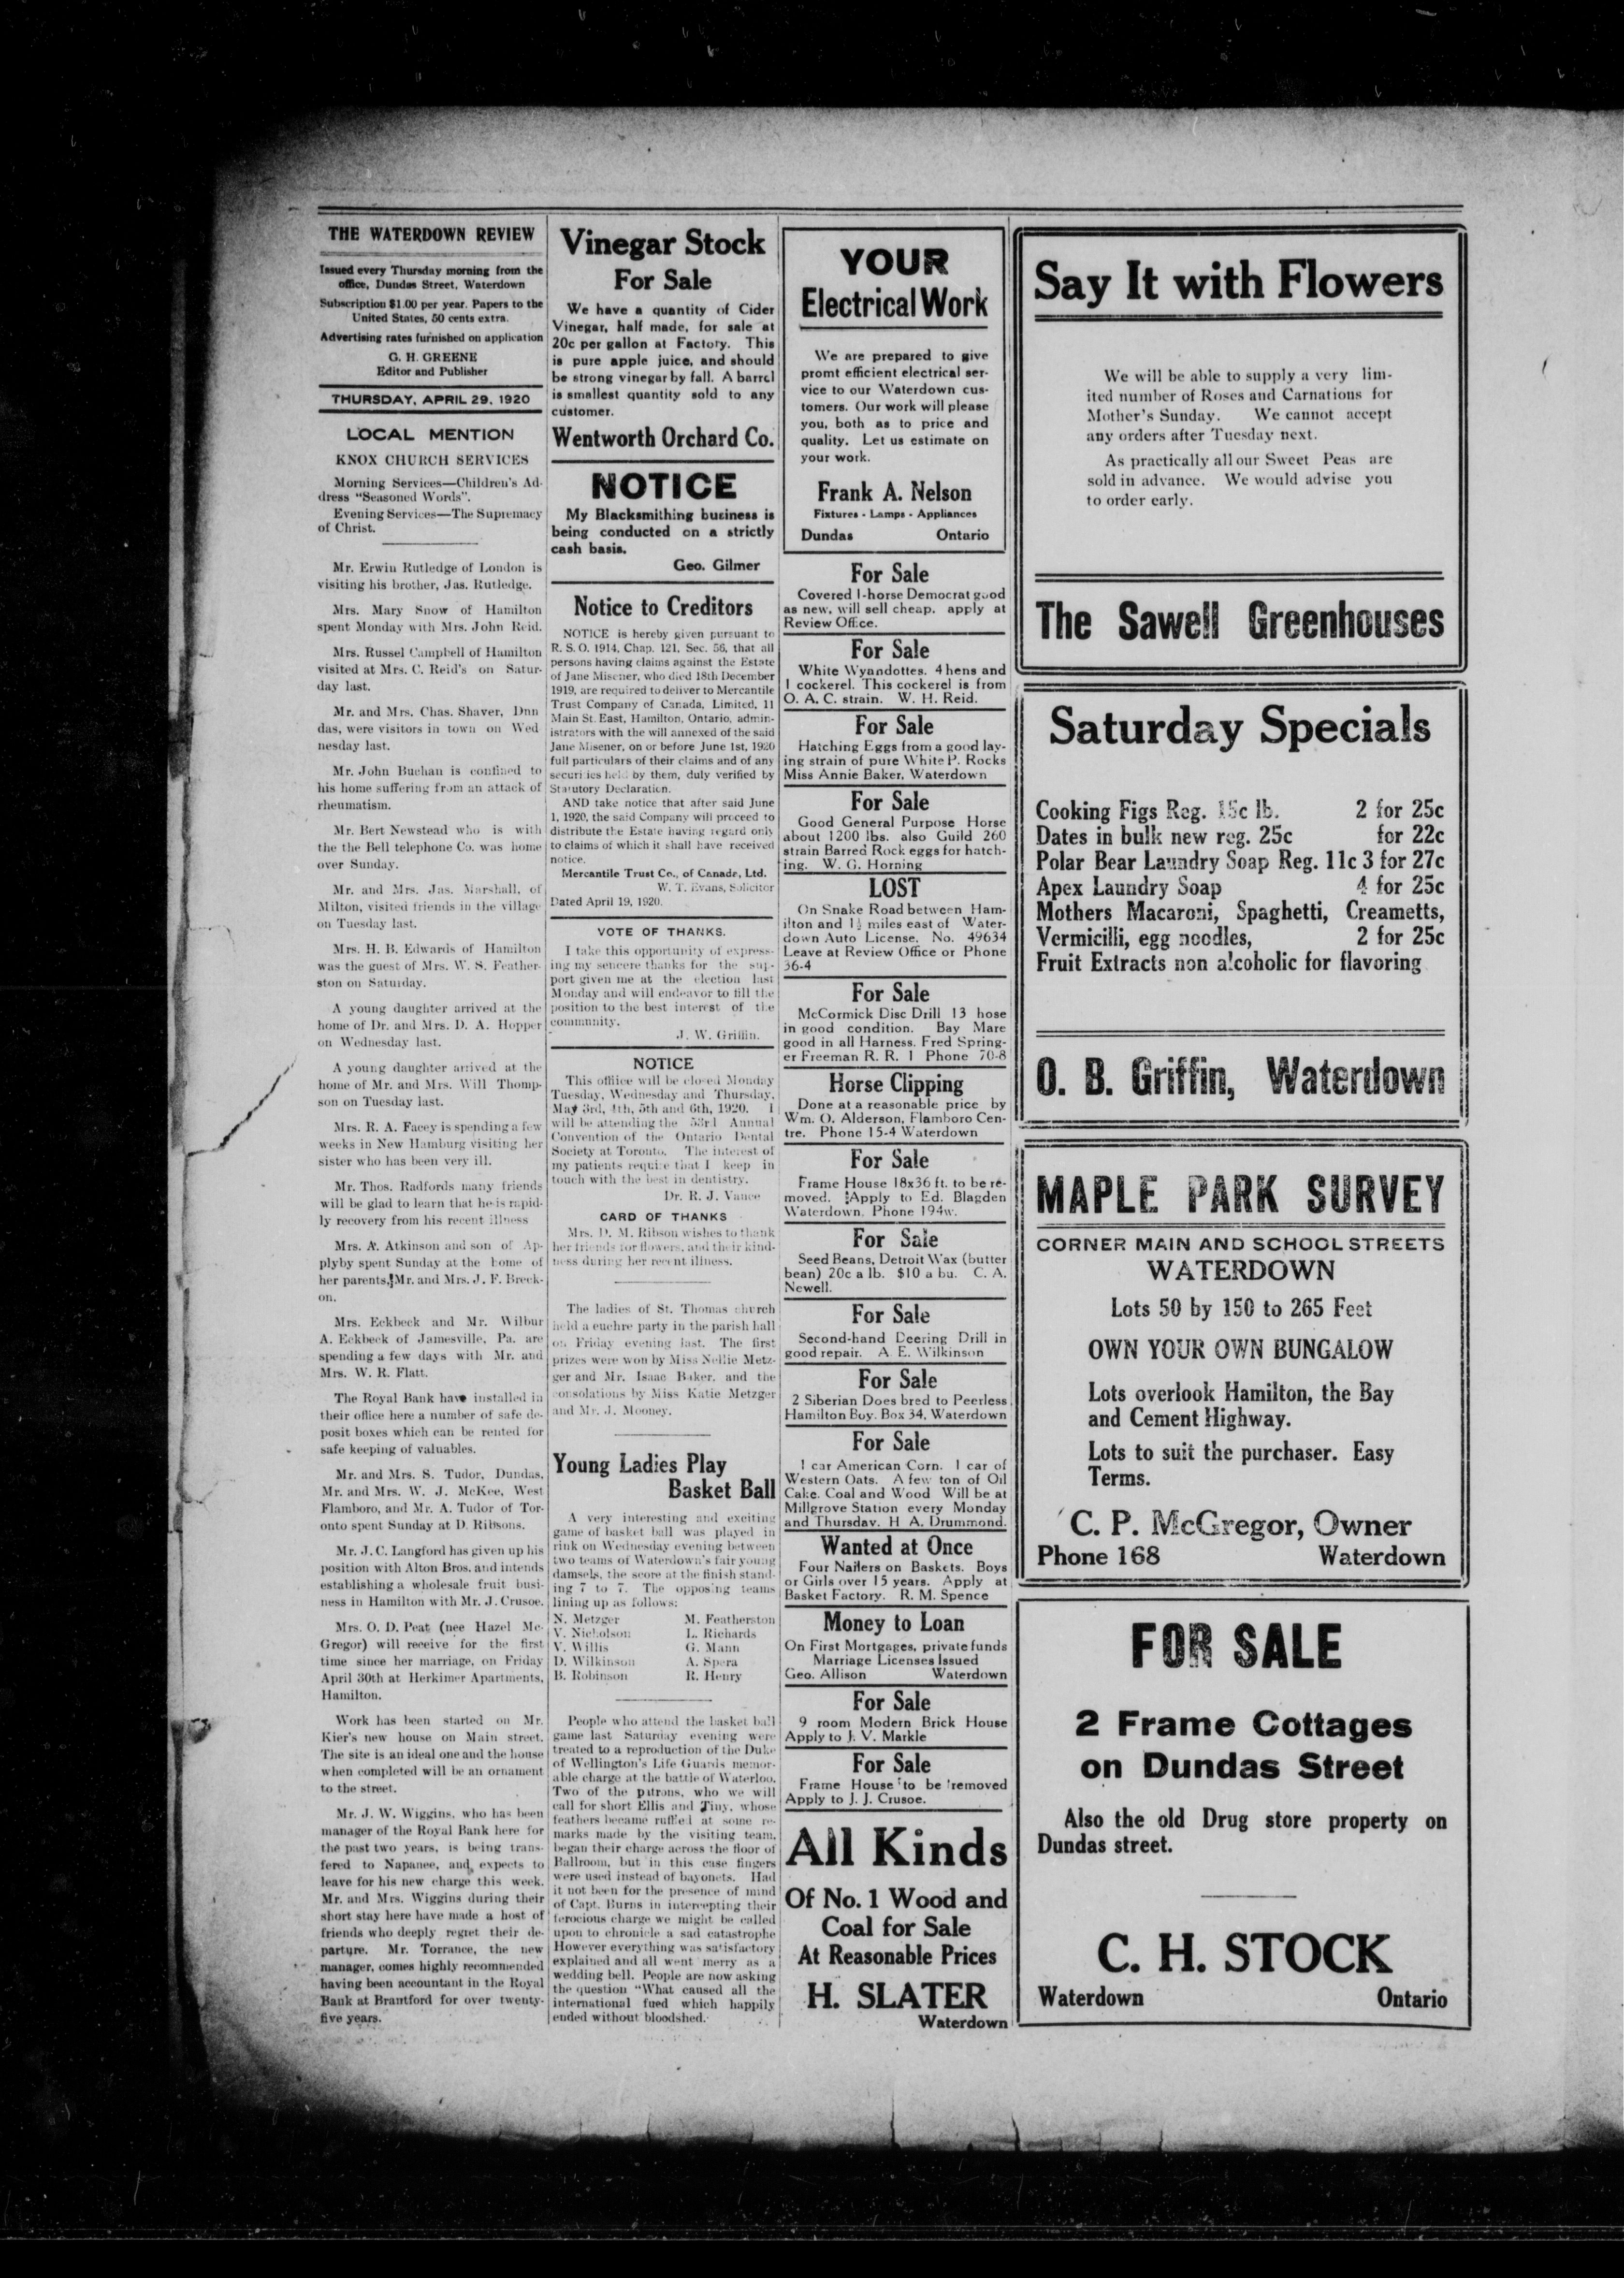 THE WATERDOWN REVIEW
Issued every Thursday morning from the
office, Dundas Street, Waterdown
Subscription $1.00 per year. Papers to the
United States, 50 cents extra.
Advertising rates furnished on application
G. H. GREENE
Editor and Publisher
THURSDAY, APRIL 29, 1920
LOCAL MENTION
KNOX CHURCH SERVICES
Morning Services—Children's Ad-
dress "Seasoned Words".
Evening Services—The Supremacy
of Christ.
Mr. Erwin Rutledge of London is
visiting his brother, Jas. Rutledge.
Mrs. Mary Snow of Hamilton
spent Monday with Mrs. John Reid.
Mrs. Russel Campbell of Hamilton
visited at Mrs. C. Reid's on Satur-
day last.
Mr. and Mrs. Chas. Shaver, Dun
das, were visitors in town on Wed
nesday last.
Mr. John Buchan is confined to
his home suffering from an attack of
rheumatism.
Mr. Bert Newstead who is with
the the Bell telephone Co. was home
over Sunday.
Mr. and Mrs. Jas. Marshall, of
Milton, visited friends in the village
on Tuesday last.
Mrs. H. B. Edwards of Hamilton
was the guest of Mrs. W. S. Feather-
ston on Saturday.
A young daughter arrived at the
home of Dr. and Mrs. D. A. Hopper
on Wednesday last.
A young daughter arrived at the
home of Mr. and Mrs. Will Thomp-
son on Tuesday last.
Mrs. R. A. Facey is spending a few
weeks in New Hamburg visiting her
sister who has been very ill.
Mr. Thos. Radfords many friends
will be glad to learn that he is rapid-
ly recovery from his recent illness
Mrs. A. Atkinson and son of Ap-
plyby spent Sunday at the home of
her parents, Mr. and Mrs. J. F. Breck-
on.
Mrs. Eckbeck and Mr. Wilbur
A. Eckbeck of Jamesville, Pa. are
spending a few days with Mr. and
Mrs. W. R. Flatt.
The Royal Bank have installed in
their office here a number of safe de-
posit boxes which can be rented for
safe keeping of valuables.
Mr. and Mrs. S. Tudor, Dundas,
Mr. and Mrs. W. J. McKee, West
Flamboro, and Mr. A. Tudor of Tor-
onto spent Sunday at D. Ribsons.
Mr. J. C. Langford has given up his
position with Alton Bros. and intends
establishing a wholesale fruit busi-
ness in Hamilton with Mr. J. Crusoe.
Mrs. O. D. Peat (nee Hazel Mc-
Gregor) will receive for the first
time since her marriage, on Friday
April 30th at Herkimer Apartments,
Hamilton.
Work has been started on Mr.
Kier's new house on Main street.
The site is an ideal one and the house
when completed will be an ornament
to the street.
Mr. J. W. Wiggins, who has been
manager of the Royal Bank here for
the past two years, is being trans-
fered to Napanee, and expects to
leave for his new charge this week.
Mr. and Mrs. Wiggins during their
short stay here have made a host of
friends who deeply regret their de-
parture. Mr. Torrance, the new
manager, comes highly recommended
having been accountant in the Royal
Bank at Brantford for over twenty-
five years.
Vinegar Stock
For Sale
We have a quantity of Cider
Vinegar, half made, for sale at
20c per gallon at Factory. This
is pure apple juice, and should
be strong vinegar by fall. A barrel
is smallest quantity sold to any
customer.
Wentworth Orchard Co.
NOTICE
My Blacksmithing business is
being conducted on a strictly
cash basis.
Geo. Gilmer
Notice to Creditors
NOTICE is hereby given pursuant to
R. S. O. 1914, Chap. 121, Sec. 56, that all
persons having claims against the Estate
of Jane Misener, who died 18th December
1919, are required to deliver to Mercantile
Trust Company of Canada, Limited, 11
Main St. East, Hamilton, Ontario, admin-
istrators with the will annexed of the said
Jane Misener, on or before June 1st, 1920
full particulars of their claims and of any
securi ies held by them, duly verified by
Statutory Declaration.
AND take notice that after said June
1, 1920, the said Company will proceed to
distribute the Estate having regard only
to claims of which it shall have received
notice.
Mercantile Trust Co., of Canada, Ltd.
W. T. Evans, Solicitor
Dated April 19, 1920.
VOTE OF THANKS.
I take this opportunity of express-
ing my sencere thanks for the sup-
port given me at the election last
Monday and will endeavor to fill the
position to the best interest of the
community.
J. W. Griffin.
NOTICE
This offiice will be closed Monday
Tuesday, Wednesday and Thursday,
May 3rd, 4th, 5th and 6th, 1920. I
will be attending the 53rd Annual
Convention of the Ontario Dental
Society at Toronto. The interest of
my patients require that I keep in
touch with the best in dentistry.
Dr. R. J. Vance
CARD OF THANKS
Mrs. D. M. Ribson wishes to thank
her friends for flowers, and their kind-
ness during her recent illness.
The ladies of St. Thomas church
held a euchre party in the parish hall
on Friday evening last. The first
prizes were won by Miss Nellie Metz-
ger and Mr. Isaac Baker, and the
consolations by Miss Katie Metzger
and Mr. J. Mooney.
Young Ladies Play
Basket Ball
A very interesting and exciting
game of basket ball was played in
rink on Wednesday evening between
two teams of Waterdown's fair young
damsels, the score at the finish stand-
ing 7 to 7. The opposing teams
lining up as follows:
N. Metzger M. Featherston
V. Nicholson L. Richards
V. Willis G. Mann
D. Wilkinson A. Spera
B. Robinson R. Henry
People who attend the basket ball
game last Saturday evening were
treated to a reproduction of the Duke
of Wellington's Life Guards memor-
able charge at the battle of Waterloo.
Two of the patrons, who we will
call for short Ellis and Tiny, whose
feathers became ruffled at some re-
marks made by the visiting team,
began their charge across the floor of
Ballroom, but in this case fingers
were used instead of bayonets. Had
it not been for the presence of mind
of Capt. Burns in intercepting their
ferocious charge we might be called
upon to chronicle a sad catastrophe
However everything was satisfactory
explained and all went merry as a
wedding bell. People are now asking
the question "What caused all the
international fued which happily
ended without bloodshed.
YOUR
Electrical Work
We are prepared to give
promt efficient electrical ser-
vice to our Waterdown cus-
tomers. Our work will please
you, both as to price and
quality. Let us estimate on
your work.
Frank A. Nelson
Fixtures - Lamps - Appliances
Dundas Ontario
For Sale
Covered 1-horse Democrat good
as new, will sell cheap. apply at
Review Office.
For Sale
White Wyandottes. 4 hens and
1 cockerel. This cockerel is from
O. A. C. strain. W. H. Reid.
For Sale
Hatching Eggs from a good lay-
ing strain of pure White P. Rocks
Miss Annie Baker, Waterdown
For Sale
Good General Purpose Horse
about 1200 lbs. also Guild 260
strain Barred Rock eggs for hatch-
ing. W. G. Horning
LOST
On Snake Road between Ham-
ilton and 1½ miles east of Water-
down Auto License. No. 49634
Leave at Review Office or Phone
36-4
For Sale
McCormick Disc Drill 13 hose
in good condition. Bay Mare
good in all Harness. Fred Spring-
er Freeman R. R. 1 Phone 70-8
Horse Clipping
Done at a reasonable price by
Wm. O. Alderson, Flamboro Cen-
tre. Phone 15-4 Waterdown
For Sale
Frame House 18x36 ft. to be re-
moved. Apply to Ed. Blagden
Waterdown. Phone 194w.
For Sale
Seed Beans, Detroit Wax (butter
bean) 20c a lb. $10 a bu. C. A.
Newell.
For Sale
Second-hand Deering Drill in
good repair. A. E. Wilkinson
For Sale
2 Siberian Does bred to Peerless
Hamilton Buy. Box 34, Waterdown
For Sale
1 car American Corn. 1 car of
Western Oats. A few ton of Oil
Cake. Coal and Wood Will be at
Millgrove Station every Monday
and Thursday. H A. Drummond.
Wanted at Once
Four Nailers on Baskets. Boys
or Girls over 15 years. Apply at
Basket Factory. R. M. Spence
Money to Loan
On First Mortgages, private funds
Marriage Licenses Issued
Geo. Allison Waterdown
For Sale
9 room Modern Brick House
Apply to J. V. Markle
For Sale
Frame House to be removed
Apply to J. J. Crusoe.
All Kinds
Of No. 1 Wood and
Coal for Sale
At Reasonable Prices
H. SLATER
Waterdown
Say It with Flowers
We will be able to supply a very lim-
ited number of Roses and Carnations for
Mother's Sunday. We cannot accept
any orders after Tuesday next.
As practically all our Sweet Peas are
sold in advance. We would advise you
to order early.
The Sawell Greenhouses
Saturday Specials
Cooking Figs Reg. 15c lb. 2 for 25c
Dates in bulk new reg. 25c for 22c
Polar Bear Laundry Soap Reg. 11c 3 for 27c
Apex Laundry Soap 4 for 25c
Mothers Macaroni, Spaghetti, Creametts,
Vermicilli, egg noodles, 2 for 25c
Fruit Extracts non alcoholic for flavoring
O. B. Griffin, Waterdown
MAPLE PARK SURVEY
CORNER MAIN AND SCHOOL STREETS
WATERDOWN
Lots 50 by 150 to 265 Feet
OWN YOUR OWN BUNGALOW
Lots overlook Hamilton, the Bay
and Cement Highway.
Lots to suit the purchaser. Easy
Terms.
C. P. McGregor, Owner
Phone 168 Waterdown
FOR SALE
2 Frame Cottages
on Dundas Street
Also the old Drug store property on
Dundas street.
C. H. STOCK
Waterdown Ontario